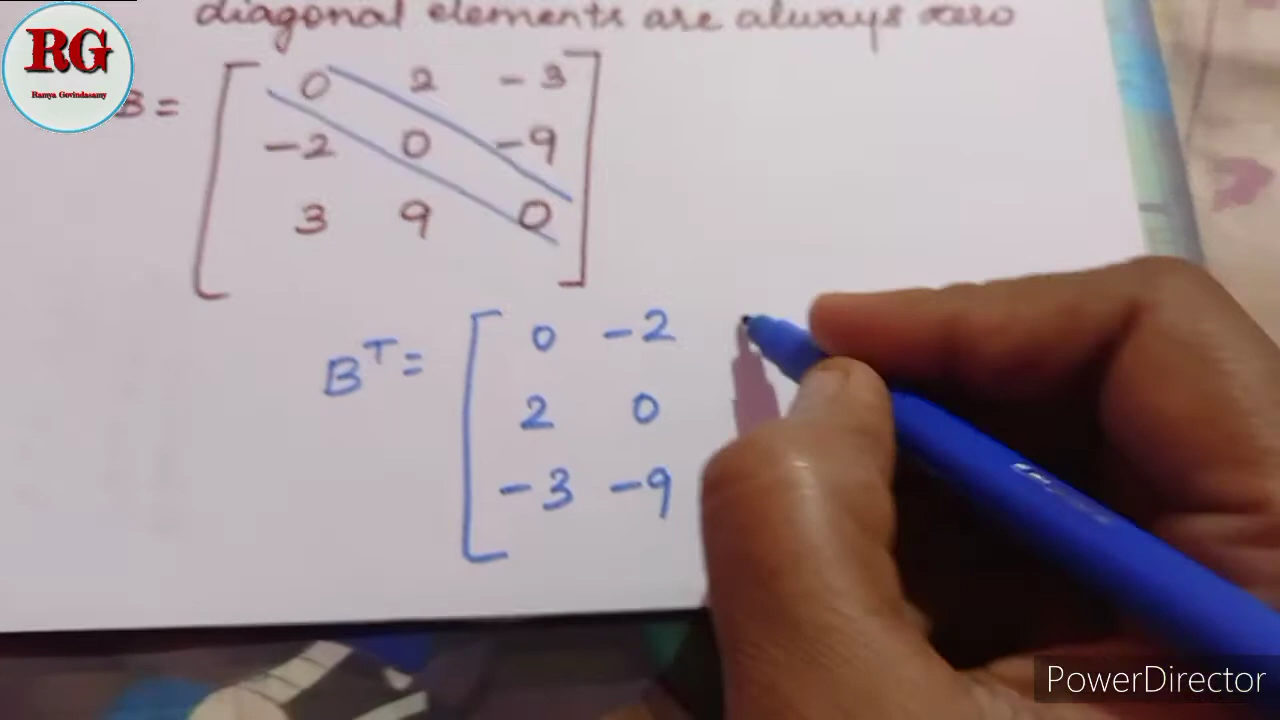 RG
Ramya Govindasamy
diagonal elements are always zero
B = [ 0 2 -3
-2 0 -9
3 9 0 ]
B^T = [ 0 -2
2 0
-3 -9
PowerDirector